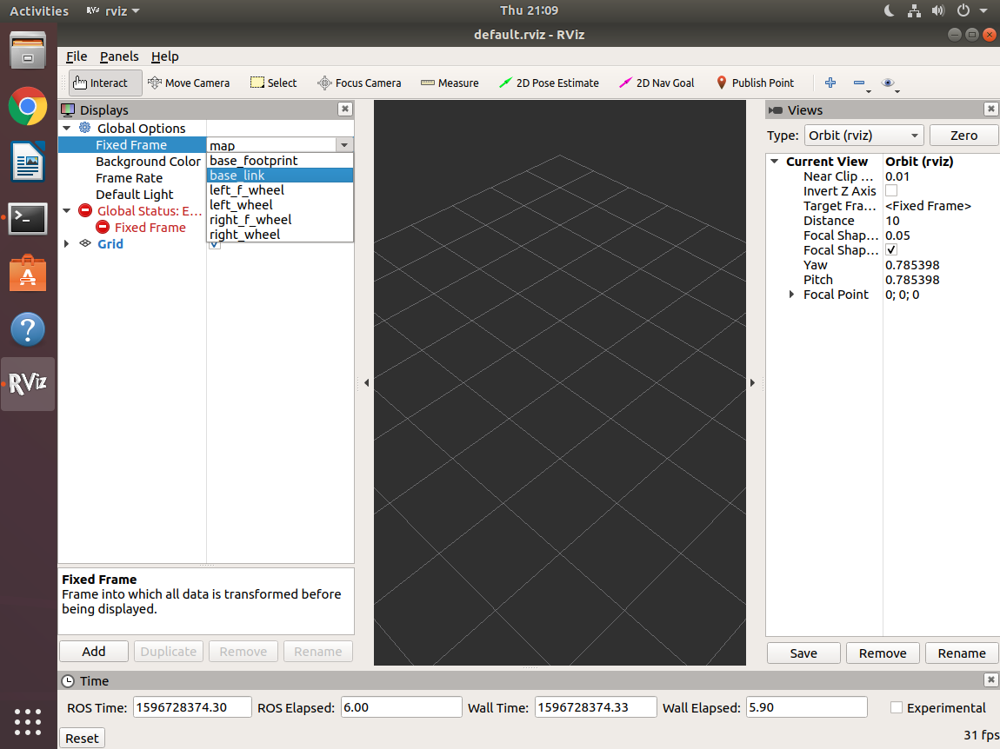 Activities RViz rviz Thu 21:09
default.rviz - RViz
File Panels Help
Interact Move Camera Select Focus Camera Measure 2D Pose Estimate 2D Nav Goal Publish Point
Displays
Global Options
Fixed Frame map
Background Color
Frame Rate
Default Light
Global Status: E...
Fixed Frame
Grid
base_footprint
base_link
left_f_wheel
left_wheel
right_f_wheel
right_wheel
Fixed Frame
Frame into which all data is transformed before
being displayed.
Add Duplicate Remove Rename
Views
Type: Orbit (rviz) Zero
Current View Orbit (rviz)
Near Clip ... 0.01
Invert Z Axis
Target Fra... <Fixed Frame>
Distance 10
Focal Shap... 0.05
Focal Shap...
Yaw 0.785398
Pitch 0.785398
Focal Point 0; 0; 0
Save Remove Rename
RViz
Time
ROS Time: 1596728374.30 ROS Elapsed: 6.00 Wall Time: 1596728374.33 Wall Elapsed: 5.90 Experimental
Reset 31 fps